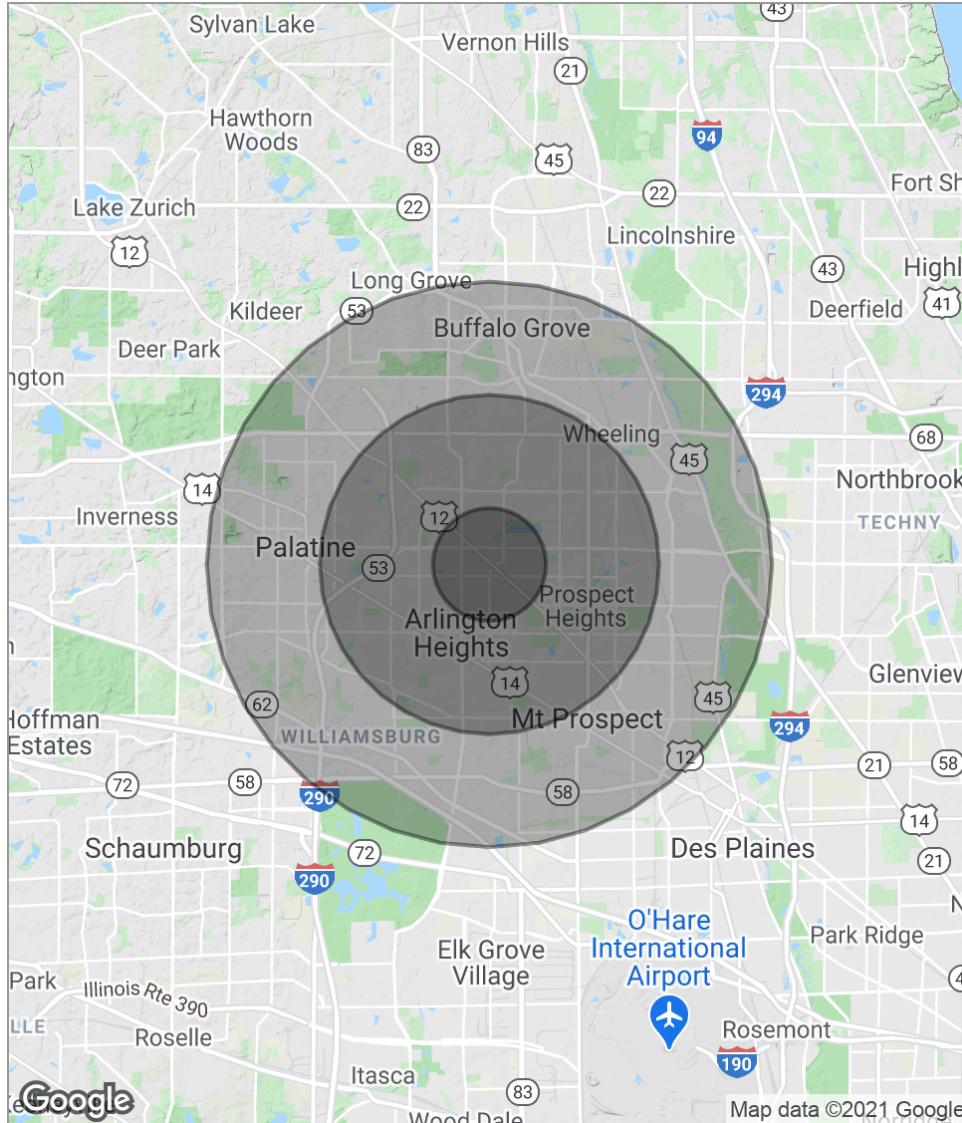 43
Sylvan Lake
Vernon Hills
21
Hawthorn
Woods
94
83
45
22
Fort Sh
Lake Zurich
22
12
Lincolnshire
43
Highl
Long Grove
53
Kildeer
41
Deerfield
Buffalo Grove
Deer Park
ngton
294
Wheeling
68
45
14
Northbrook
Inverness
12
TECHNY
Palatine
53
Prospect
Heights
Arlington
Heights
14
Glenview
45
62
Mt Prospect
Hoffman
Estates
WILLIAMSBURG
294
12
21
58
72
58
290
58
14
Schaumburg
72
Des Plaines
21
290
N
O'Hare
International
Airport
Park Ridge
Elk Grove
Village
Park
Illinois Rte 390
4
LLE
Roselle
Rosemont
190
Itasca
83
Google
Wood Dale
Map data ©2021 Google